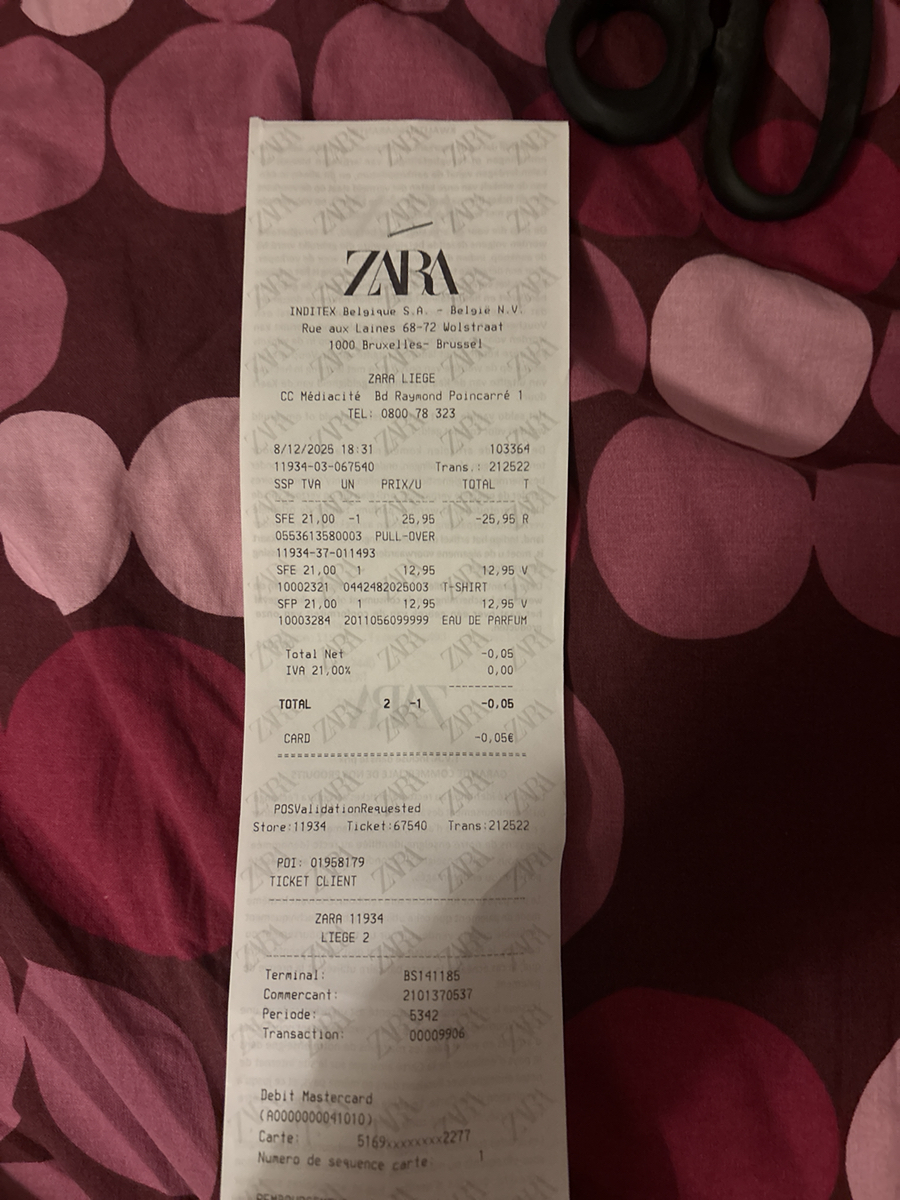 ZARA
INDITEX Belgique S.A. - België N.V.
Rue aux Laines 68-72 Wolstraat
1000 Bruxelles- Brussel
ZARA LIEGE
CC Médiacité Bd Raymond Poincarré 1
TEL: 0800 78 323
8/12/2025 18:31 103364
11934-03-067540 Trans.: 212522
SSP TVA UN PRIX/U TOTAL T
SFE 21,00 -1 25,95 -25,95 R
0553613580003 PULL-OVER
11934-37-011493
SFE 21,00 1 12,95 12,95 V
10002321 0442482025003 T-SHIRT
SFP 21,00 1 12,95 12,95 V
10003284 2011056099999 EAU DE PARFUM
Total Net -0,05
IVA 21,00% 0,00
TOTAL 2 -1 -0,05
CARD -0,05€
POSValidationRequested
Store:11934 Ticket:67540 Trans:212522
POI: 01958179
TICKET CLIENT
ZARA 11934
LIEGE 2
Terminal: BS141185
Commercant: 2101370537
Periode: 5342
Transaction: 00009906
Debit Mastercard
(A0000000041010)
Carte: 5169xxxxxxxx2277
Numero de sequence carte: 1